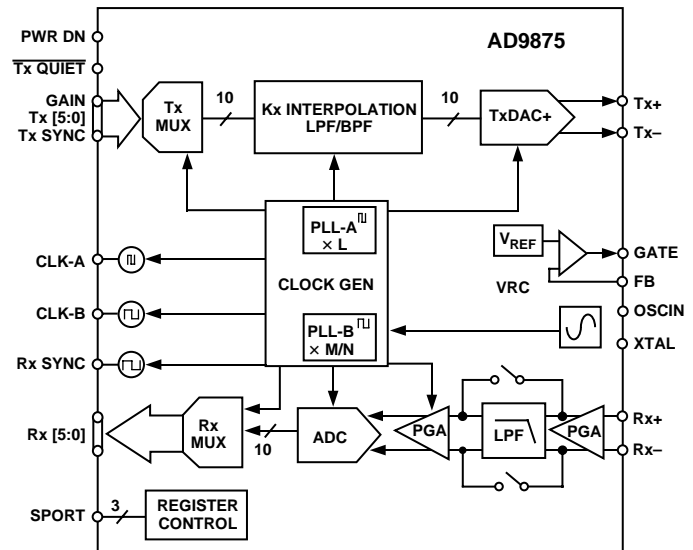 PWR DN
AD9875
Tx QUIET
GAIN
Tx [5:0]
Tx SYNC
Tx
MUX
10
Kx INTERPOLATION
LPF/BPF
10
TxDAC+
Tx+
Tx–
PLL-A
× L
CLOCK GEN
PLL-B
× M/N
CLK-A
CLK-B
Rx SYNC
VREF
VRC
GATE
FB
OSCIN
XTAL
Rx [5:0]
Rx
MUX
10
ADC
PGA
LPF
PGA
Rx+
Rx–
SPORT
3
REGISTER
CONTROL